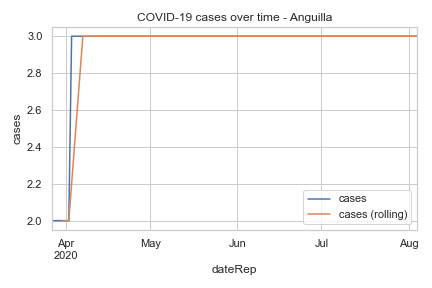 COVID-19 cases over time - Anguilla
3.0
2.8
2.6
2.4
2.2
2.0
cases
cases
cases (rolling)
Apr
2020
May
Jun
Jul
Aug
dateRep